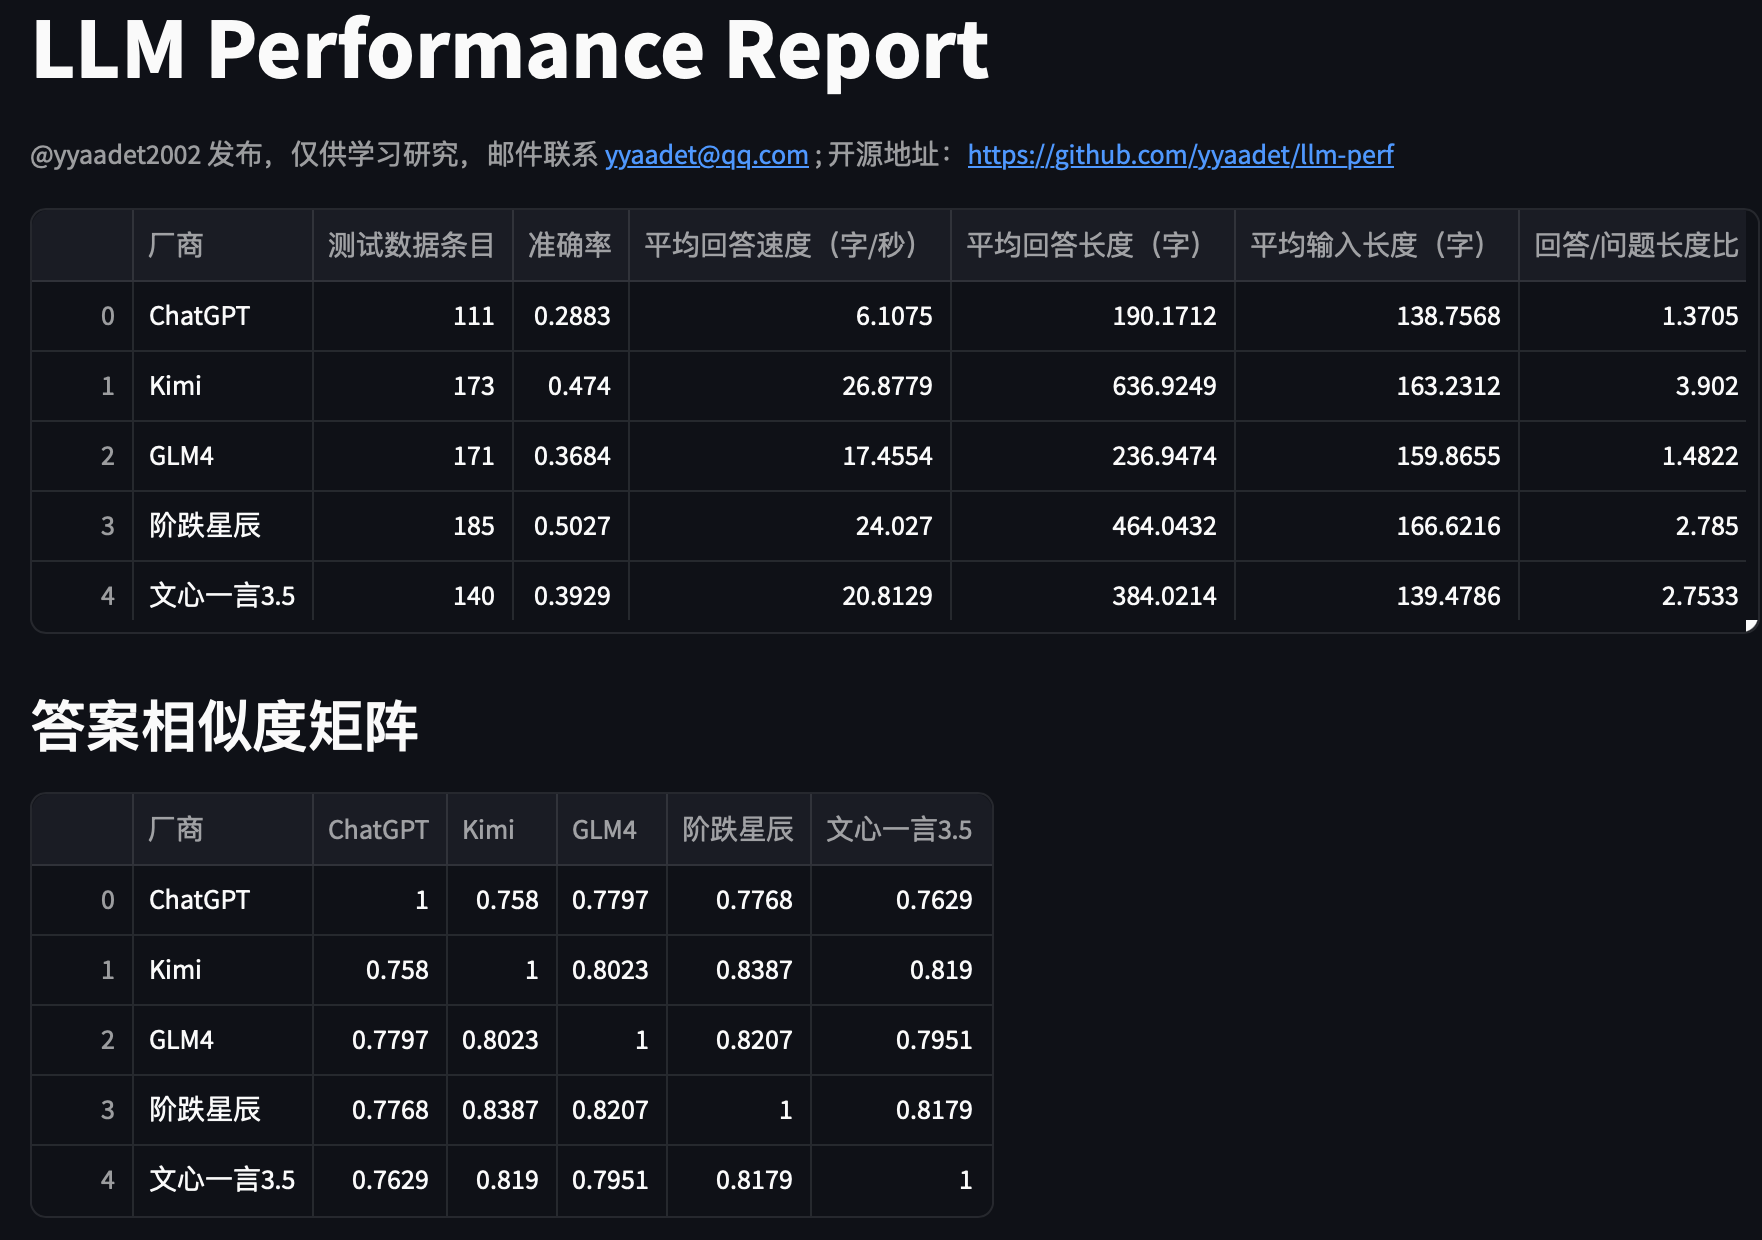 LLM Performance Report
@yyaadet2002 发布，仅供学习研究，邮件联系 yyaadet@qq.com ; 开源地址：https://github.com/yyaadet/llm-perf
厂商 测试数据条目 准确率 平均回答速度（字/秒） 平均回答长度（字） 平均输入长度（字） 回答/问题长度比
0 ChatGPT 111 0.2883 6.1075 190.1712 138.7568 1.3705
1 Kimi 173 0.474 26.8779 636.9249 163.2312 3.902
2 GLM4 171 0.3684 17.4554 236.9474 159.8655 1.4822
3 阶跌星辰 185 0.5027 24.027 464.0432 166.6216 2.785
4 文心一言3.5 140 0.3929 20.8129 384.0214 139.4786 2.7533
答案相似度矩阵
厂商 ChatGPT Kimi GLM4 阶跌星辰 文心一言3.5
0 ChatGPT 1 0.758 0.7797 0.7768 0.7629
1 Kimi 0.758 1 0.8023 0.8387 0.819
2 GLM4 0.7797 0.8023 1 0.8207 0.7951
3 阶跌星辰 0.7768 0.8387 0.8207 1 0.8179
4 文心一言3.5 0.7629 0.819 0.7951 0.8179 1